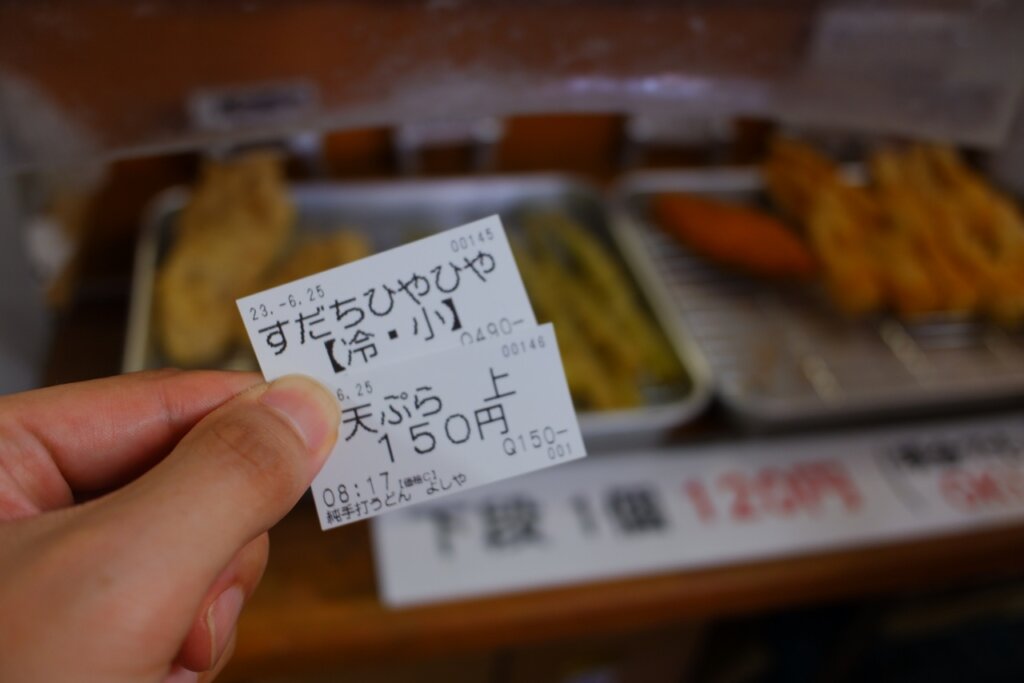 00145
23.-6.25
すだちひやひや
【冷・小】
Q490-
00146
6.25
天ぷら 上
150円
Q150-
001
08:17
純手打うどん よしや
下段 1個 120円